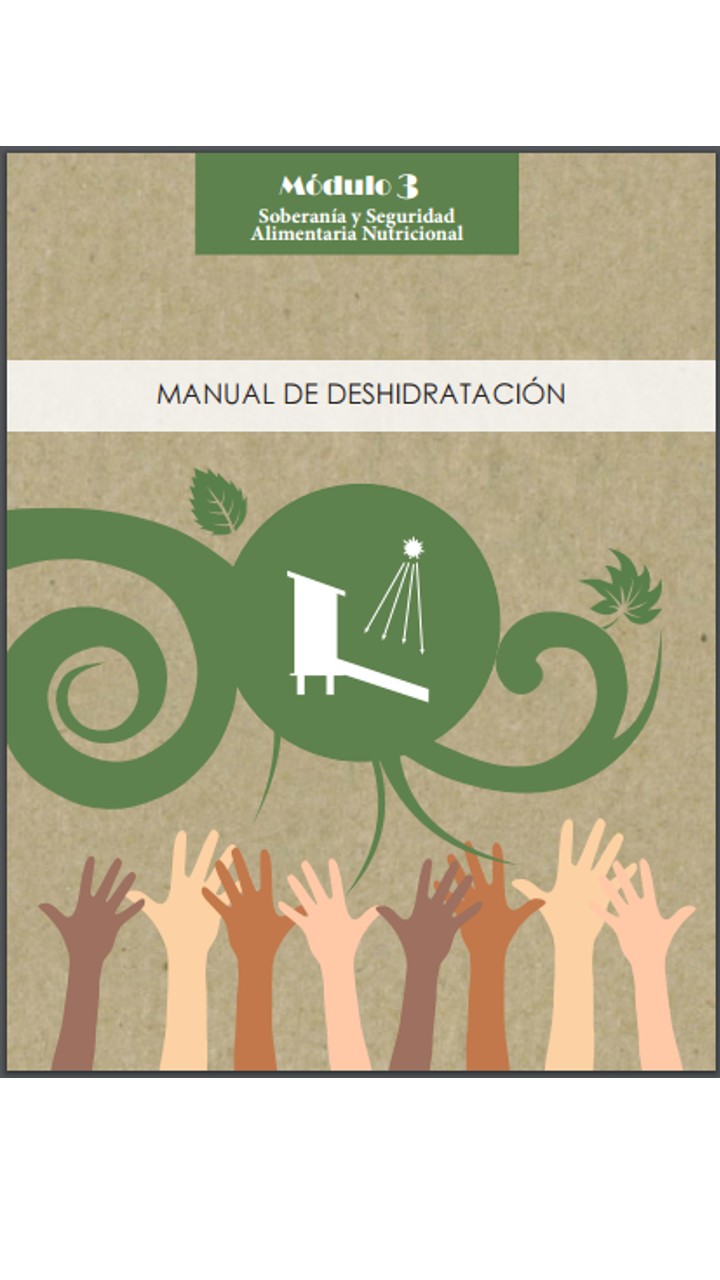 Módulo 3
Soberanía y Seguridad
Alimentaria Nutricional
MANUAL DE DESHIDRATACIÓN